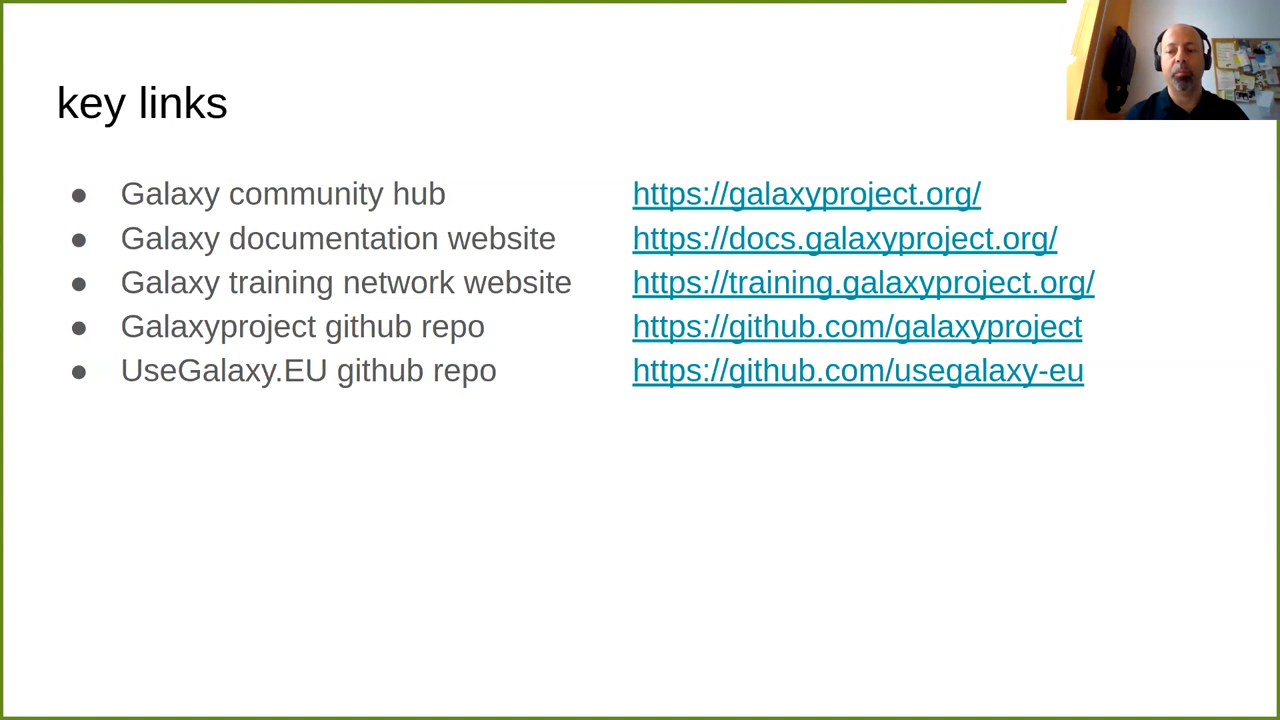 key links
● Galaxy community hub https://galaxyproject.org/
● Galaxy documentation website https://docs.galaxyproject.org/
● Galaxy training network website https://training.galaxyproject.org/
● Galaxyproject github repo https://github.com/galaxyproject
● UseGalaxy.EU github repo https://github.com/usegalaxy-eu